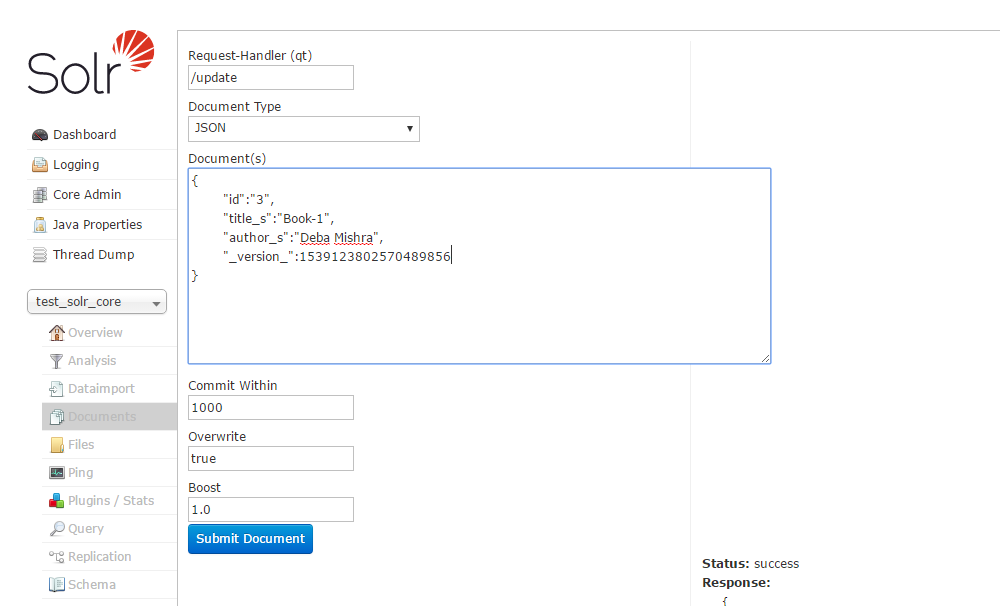 Solr
Dashboard
Logging
Core Admin
Java Properties
Thread Dump
test_solr_core
Overview
Analysis
Dataimport
Documents
Files
Ping
Plugins / Stats
Query
Replication
Schema
Request-Handler (qt)
/update
Document Type
JSON
Document(s)
{
"id":"3",
"title_s":"Book-1",
"author_s":"Deba Mishra",
"_version_":1539123802570489856
}
Commit Within
1000
Overwrite
true
Boost
1.0
Submit Document
Status: success
Response:
{